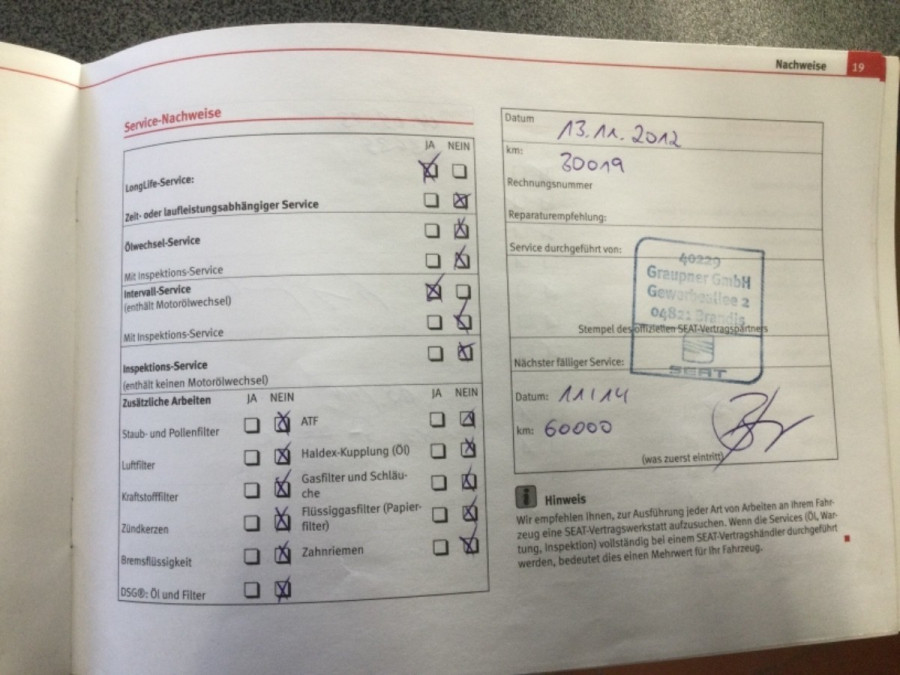 Nachweise 19
Service-Nachweise
JA NEIN
LongLife-Service:
Zeit- oder laufleistungsabhängiger Service
Ölwechsel-Service
Mit Inspektions-Service
Intervall-Service
(enthält Motorölwechsel)
Mit Inspektions-Service
Inspektions-Service
(enthält keinen Motorölwechsel)
Zusätzliche Arbeiten JA NEIN JA NEIN
Staub- und Pollenfilter
Luftfilter
Kraftstofffilter
Zündkerzen
Bremsflüssigkeit
DSG®: Öl und Filter
ATF
Haldex-Kupplung (Öl)
Gasfilter und Schläu-
che
Flüssiggasfilter (Papier-
filter)
Zahnriemen
Datum 13.11.2012
km: 30019
Rechnungsnummer
Reparaturempfehlung:
Service durchgeführt von:
40229
Graupner GmbH
Gewerbeallee 2
04821 Brandis
Stempel des offiziellen SEAT-Vertragspartners
SEAT
Nächster fälliger Service:
Datum: 11/14
km: 60000
(was zuerst eintritt)
Hinweis
Wir empfehlen Ihnen, zur Ausführung jeder Art von Arbeiten an Ihrem Fahr-
zeug eine SEAT-Vertragswerkstatt aufzusuchen. Wenn die Services (Öl, War-
tung, Inspektion) vollständig bei einem SEAT-Vertragshändler durchgeführt
werden, bedeutet dies einen Mehrwert für Ihr Fahrzeug.